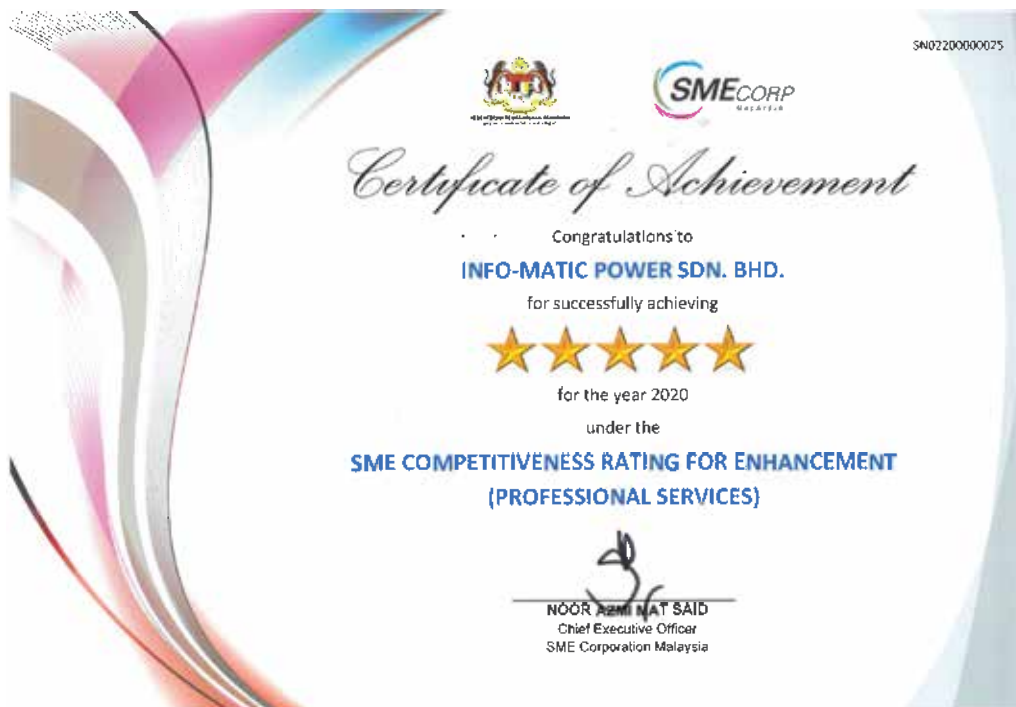 SN02200000025
SMECORP
Malaysia
Certificate of Achievement
Congratulations to
INFO-MATIC POWER SDN. BHD.
for successfully achieving
for the year 2020
under the
SME COMPETITIVENESS RATING FOR ENHANCEMENT
(PROFESSIONAL SERVICES)
NOOR AZMI MAT SAID
Chief Executive Officer
SME Corporation Malaysia